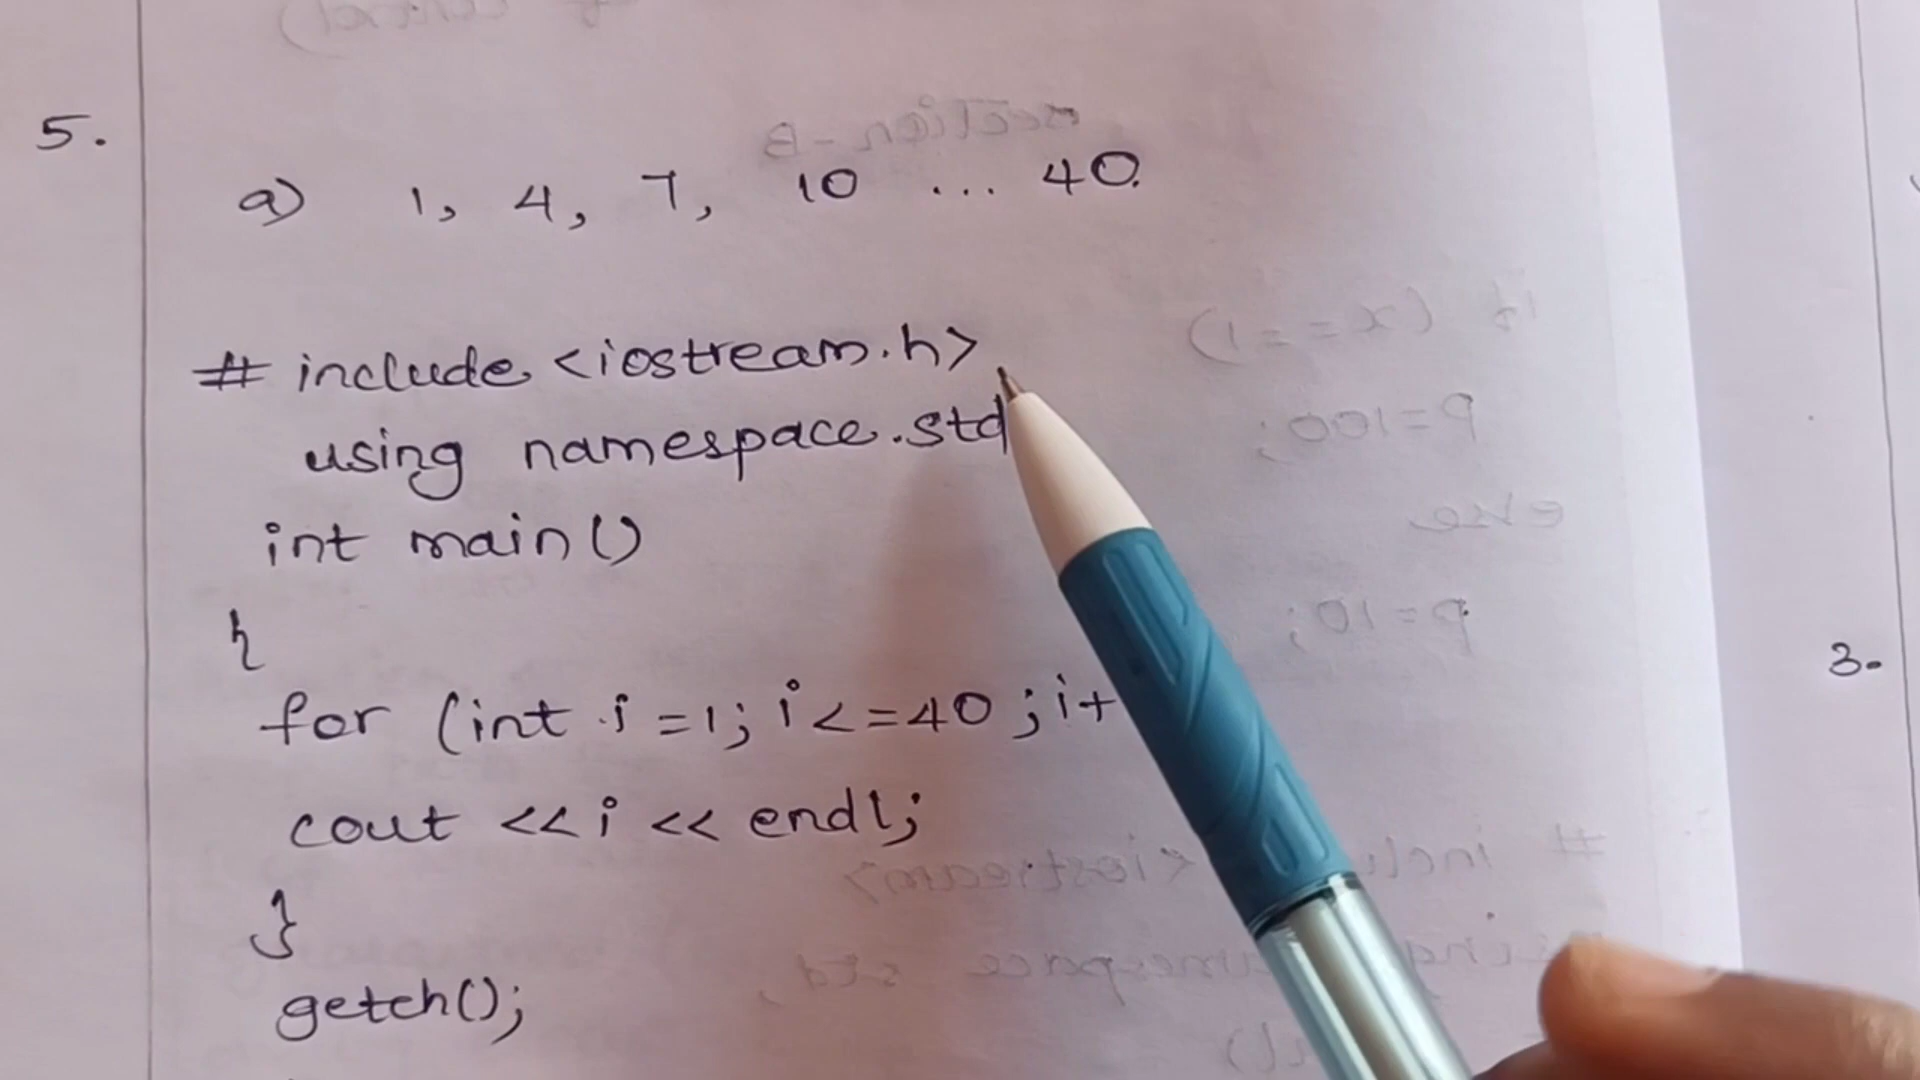 5.
a) 1, 4, 7, 10 ... 40.
# include <iostream.h>
using namespace.std
int main()
{
for (int i =1; i <=40 ; i+
cout << i << endl;
}
getch();
3.